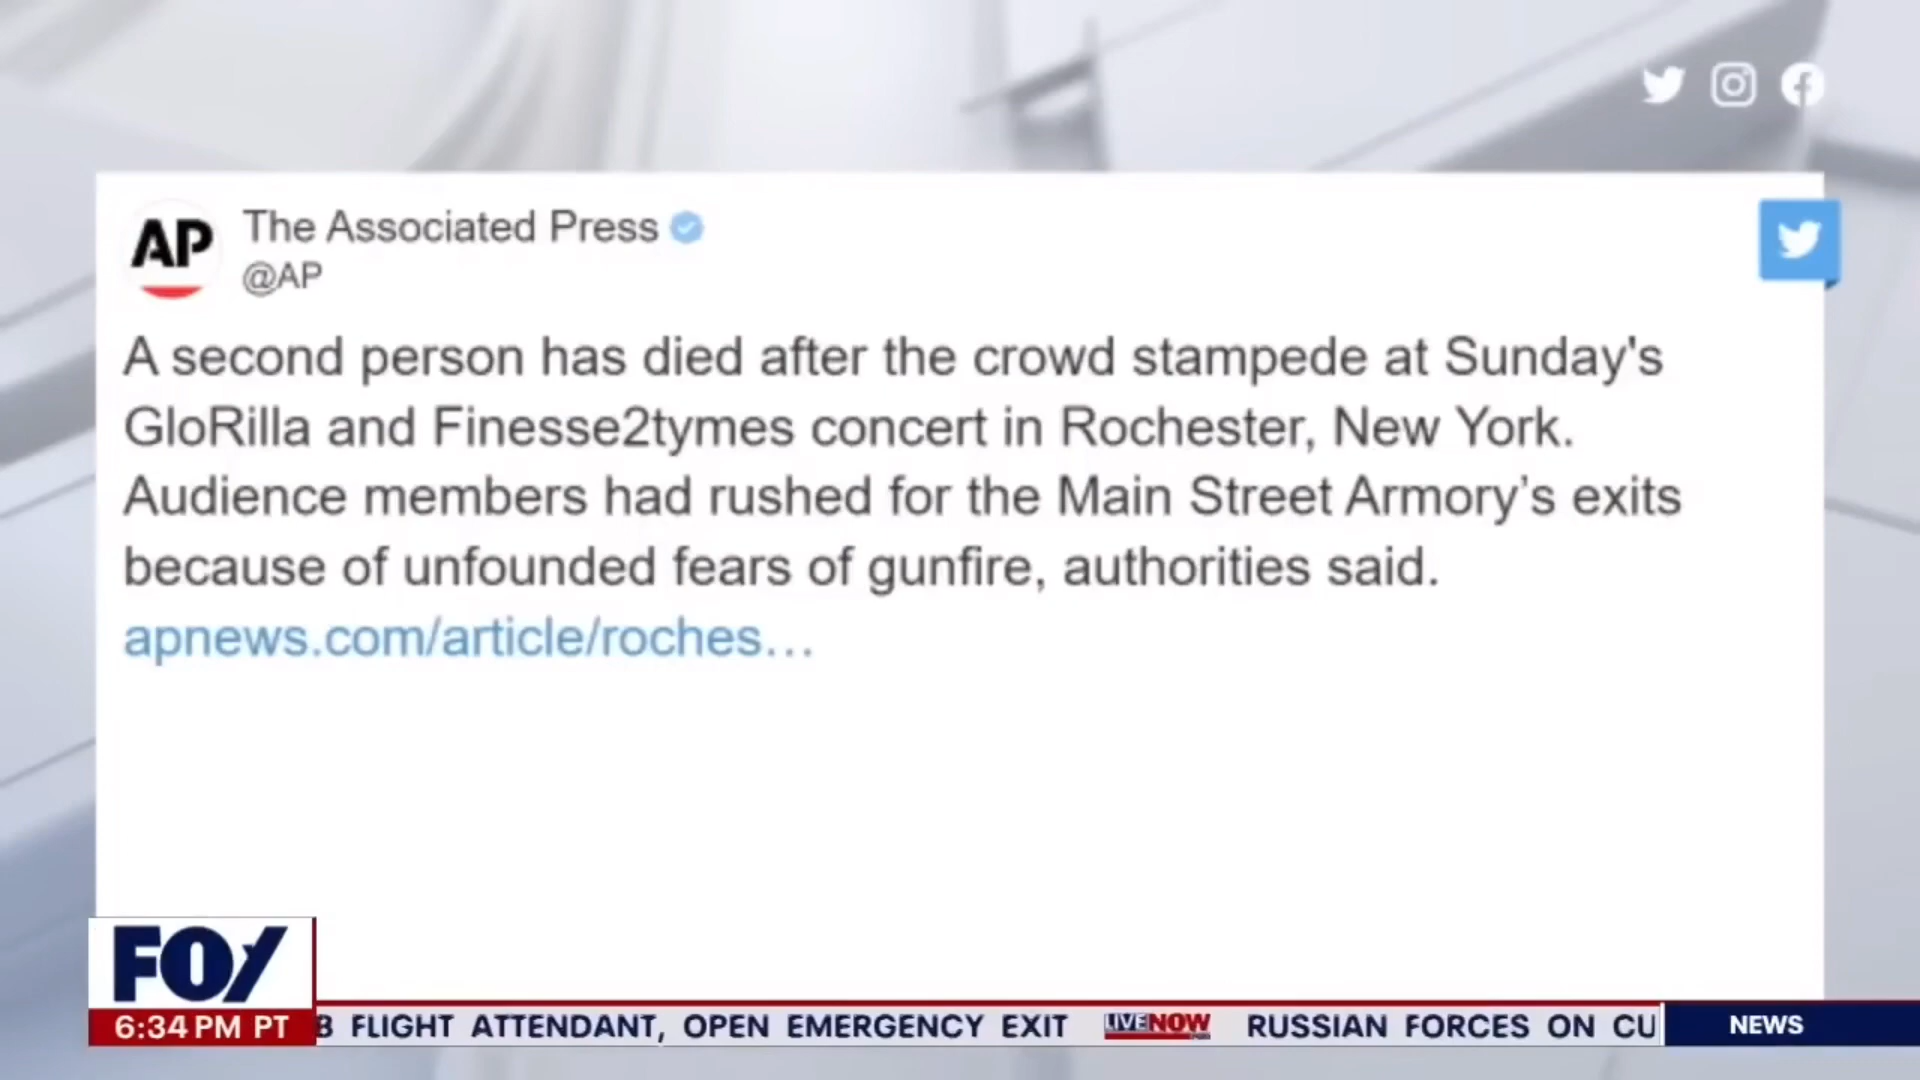 AP
The Associated Press
@AP
A second person has died after the crowd stampede at Sunday's
GloRilla and Finesse2tymes concert in Rochester, New York.
Audience members had rushed for the Main Street Armory’s exits
because of unfounded fears of gunfire, authorities said.
apnews.com/article/roches…
FOX
6:34 PM PT
FLIGHT ATTENDANT, OPEN EMERGENCY EXIT LIVENOW RUSSIAN FORCES ON CU
NEWS